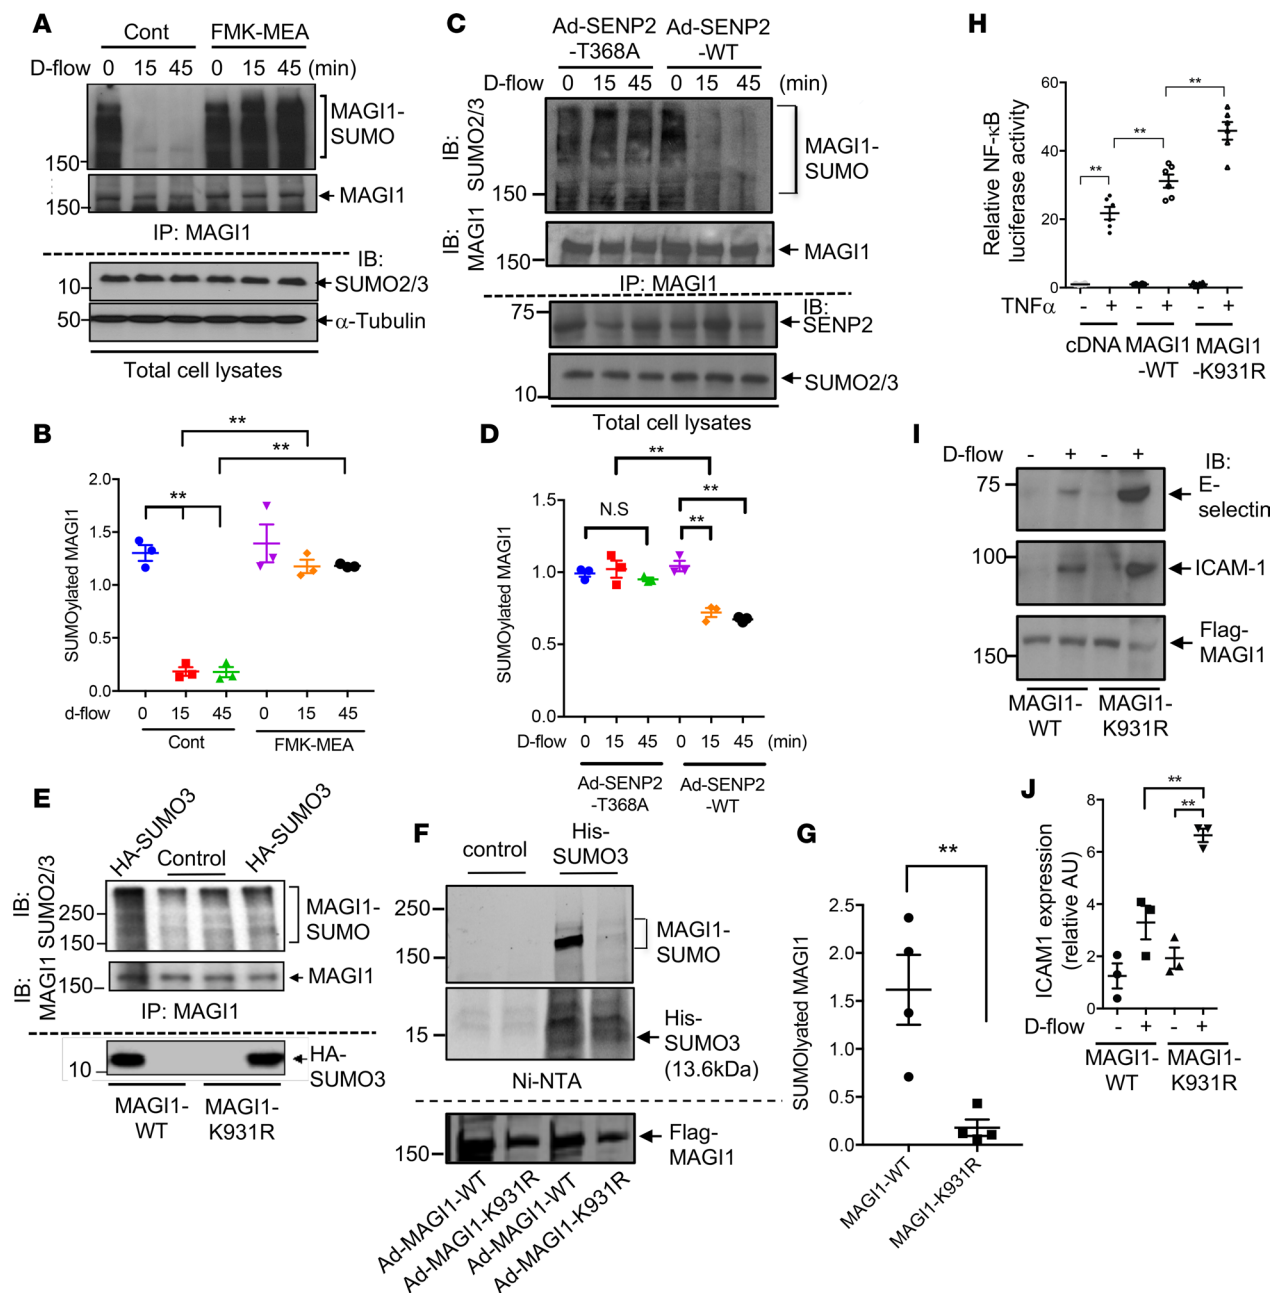 A
Cont FMK-MEA
D-flow 0 15 45 0 15 45 (min)
MAGI1-
SUMO
150
MAGI1
150
IP: MAGI1
IB:
SUMO2/3
10
50
α-Tubulin
Total cell lysates
B
**
**
**
SUMOylated MAGI1
2.0
1.5
1.0
0.5
0.0
d-flow 0 15 45 0 15 45
Cont FMK-MEA
C
Ad-SENP2 Ad-SENP2
-T368A -WT
D-flow 0 15 45 0 15 45 (min)
IB:
SUMO2/3
MAGI1-
SUMO
150
IB:
MAGI1
MAGI1
150
IP: MAGI1
IB:
75
SENP2
SUMO2/3
10
Total cell lysates
D
**
**
N.S
**
SUMOylated MAGI1
1.5
1.0
0.5
0.0
D-flow 0 15 45 0 15 45 (min)
Ad-SENP2 Ad-SENP2
-T368A -WT
E
HA-SUMO3
Control
HA-SUMO3
IB:
SUMO2/3
250
150
MAGI1-
SUMO
IB:
MAGI1
150
MAGI1
IP: MAGI1
10
HA-
SUMO3
MAGI1- MAGI1-
WT K931R
F
His-
control SUMO3
250
150
MAGI1-
SUMO
15
His-
SUMO3
(13.6kDa)
Ni-NTA
150
Flag-
MAGI1
Ad-MAGI1-WT
Ad-MAGI1-K931R
Ad-MAGI1-WT
Ad-MAGI1-K931R
G
**
SUMOlyated MAGI1
2.5
2.0
1.5
1.0
0.5
0.0
MAGI1-WT
MAGI1-K931R
H
Relative NF-κB
luciferase activity
60
40
20
0
**
**
**
TNFα - + - + - +
cDNA MAGI1 MAGI1
-WT -K931R
I
D-flow - + - +
IB:
75
E-
selectin
100
ICAM-1
Flag-
MAGI1
150
MAGI1- MAGI1-
WT K931R
J
**
**
ICAM1 expression
(relative AU)
8
6
4
2
0
D-flow - + - +
MAGI1- MAGI1-
WT K931R